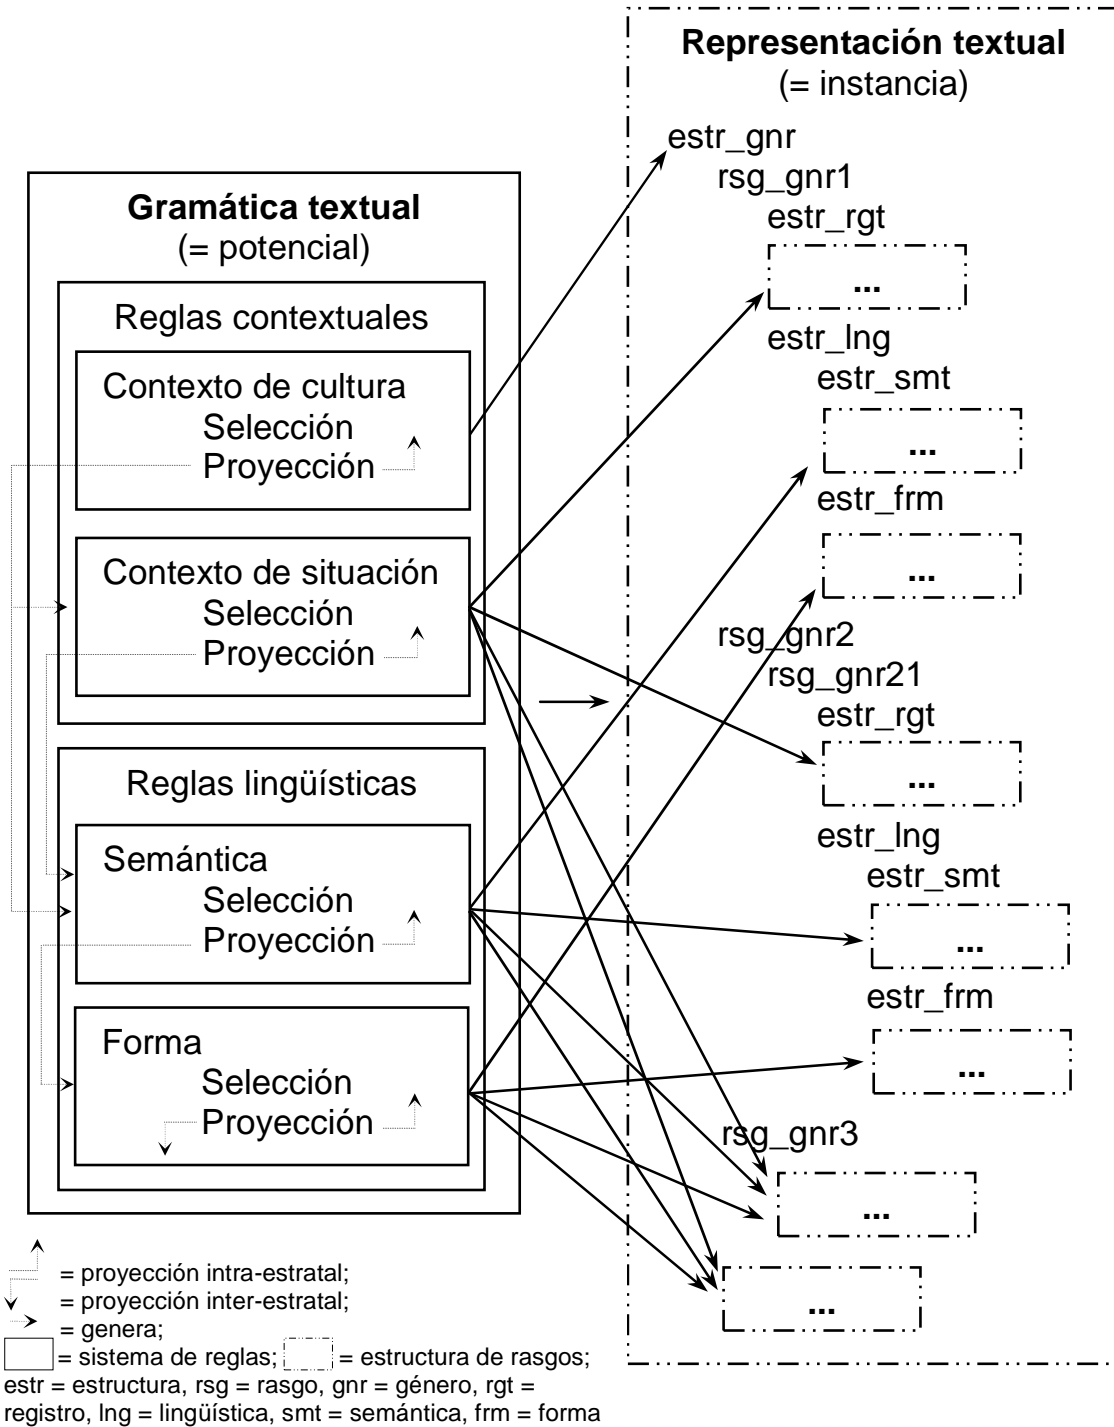 Representación textual
(= instancia)
estr_gnr
rsg_gnr1
estr_rgt
...
estr_lng
estr_smt
...
estr_frm
...
rsg_gnr2
rsg_gnr21
estr_rgt
...
estr_lng
estr_smt
...
estr_frm
...
rsg_gnr3
...
...
Gramática textual
(= potencial)
Reglas contextuales
Contexto de cultura
Selección
Proyección
Contexto de situación
Selección
Proyección
Reglas lingüísticas
Semántica
Selección
Proyección
Forma
Selección
Proyección
= proyección intra-estratal;
= proyección inter-estratal;
= genera;
= sistema de reglas; = estructura de rasgos;
estr = estructura, rsg = rasgo, gnr = género, rgt =
registro, lng = lingüística, smt = semántica, frm = forma